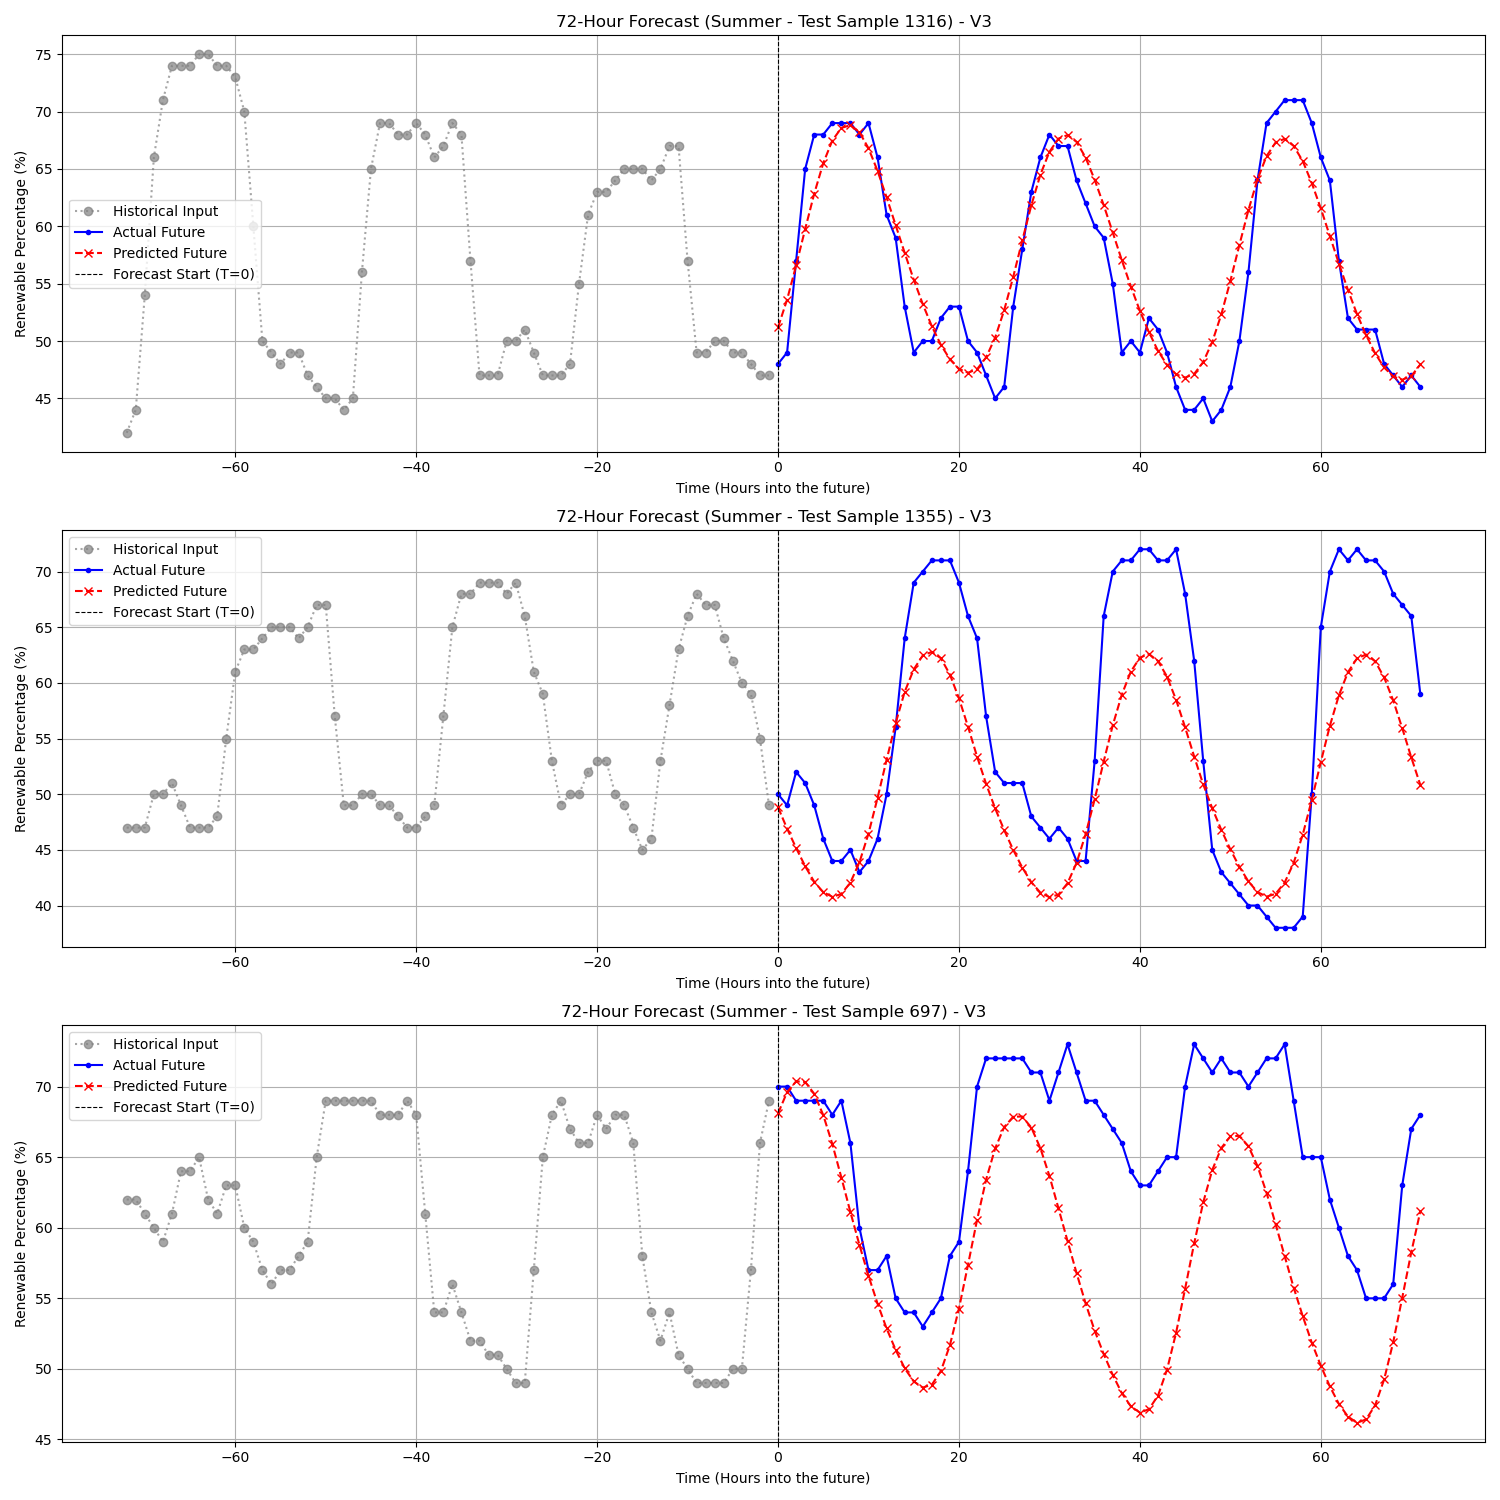 72-Hour Forecast (Summer - Test Sample 1316) - V3
Renewable Percentage (%)
75
70
65
60
55
50
45
Historical Input
Actual Future
Predicted Future
Forecast Start (T=0)
−60
−40
−20
0
20
40
60
Time (Hours into the future)
72-Hour Forecast (Summer - Test Sample 1355) - V3
Renewable Percentage (%)
70
65
60
55
50
45
40
Historical Input
Actual Future
Predicted Future
Forecast Start (T=0)
−60
−40
−20
0
20
40
60
Time (Hours into the future)
72-Hour Forecast (Summer - Test Sample 697) - V3
Renewable Percentage (%)
70
65
60
55
50
45
Historical Input
Actual Future
Predicted Future
Forecast Start (T=0)
−60
−40
−20
0
20
40
60
Time (Hours into the future)